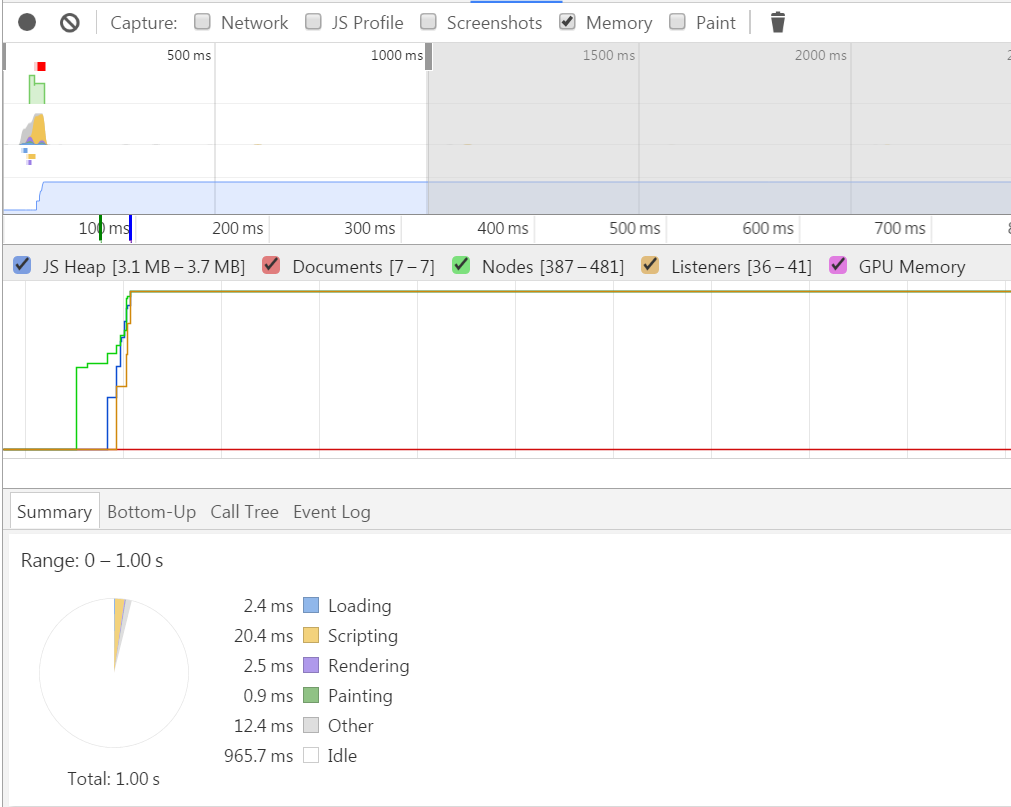 Capture: Network JS Profile Screenshots Memory Paint
500 ms 1000 ms 1500 ms 2000 ms 2
100 ms 200 ms 300 ms 400 ms 500 ms 600 ms 700 ms
JS Heap [3.1 MB – 3.7 MB] Documents [7 – 7] Nodes [387 – 481] Listeners [36 – 41] GPU Memory
Summary Bottom-Up Call Tree Event Log
Range: 0 – 1.00 s
2.4 ms Loading
20.4 ms Scripting
2.5 ms Rendering
0.9 ms Painting
12.4 ms Other
965.7 ms Idle
Total: 1.00 s